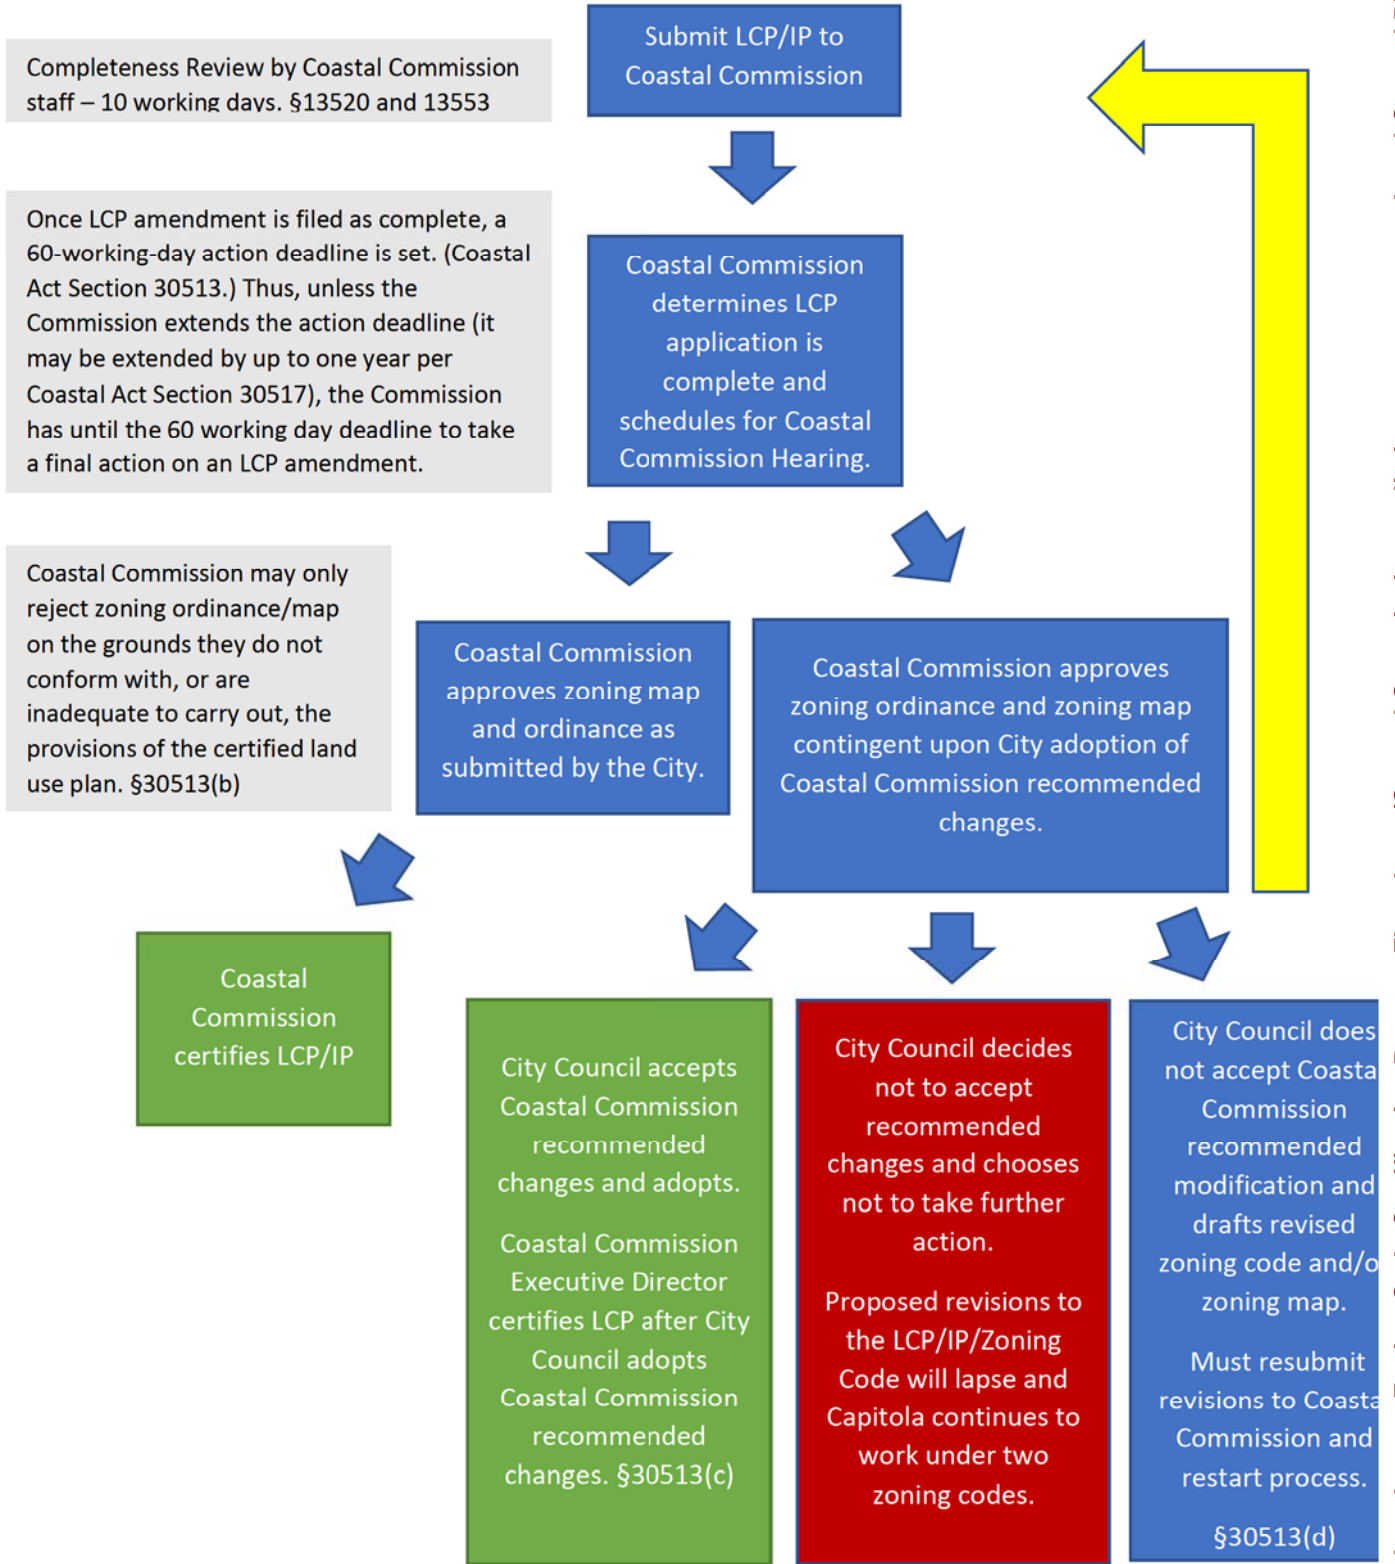 Submit LCP/IP to
Coastal Commission
Completeness Review by Coastal Commission
staff – 10 working days. §13520 and 13553
Once LCP amendment is filed as complete, a
60-working-day action deadline is set. (Coastal
Act Section 30513.) Thus, unless the
Commission extends the action deadline (it
may be extended by up to one year per
Coastal Act Section 30517), the Commission
has until the 60 working day deadline to take
a final action on an LCP amendment.
Coastal Commission
determines LCP
application is
complete and
schedules for Coastal
Commission Hearing.
Coastal Commission may only
reject zoning ordinance/map
on the grounds they do not
conform with, or are
inadequate to carry out, the
provisions of the certified land
use plan. §30513(b)
Coastal Commission
approves zoning map
and ordinance as
submitted by the City.
Coastal Commission approves
zoning ordinance and zoning map
contingent upon City adoption of
Coastal Commission recommended
changes.
Coastal
Commission
certifies LCP/IP
City Council accepts
Coastal Commission
recommended
changes and adopts.
Coastal Commission
Executive Director
certifies LCP after City
Council adopts
Coastal Commission
recommended
changes. §30513(c)
City Council decides
not to accept
recommended
changes and chooses
not to take further
action.
Proposed revisions to
the LCP/IP/Zoning
Code will lapse and
Capitola continues to
work under two
zoning codes.
City Council does
not accept Coasta
Commission
recommended
modification and
drafts revised
zoning code and/o
zoning map.
Must resubmit
revisions to Coasta
Commission and
restart process.
§30513(d)